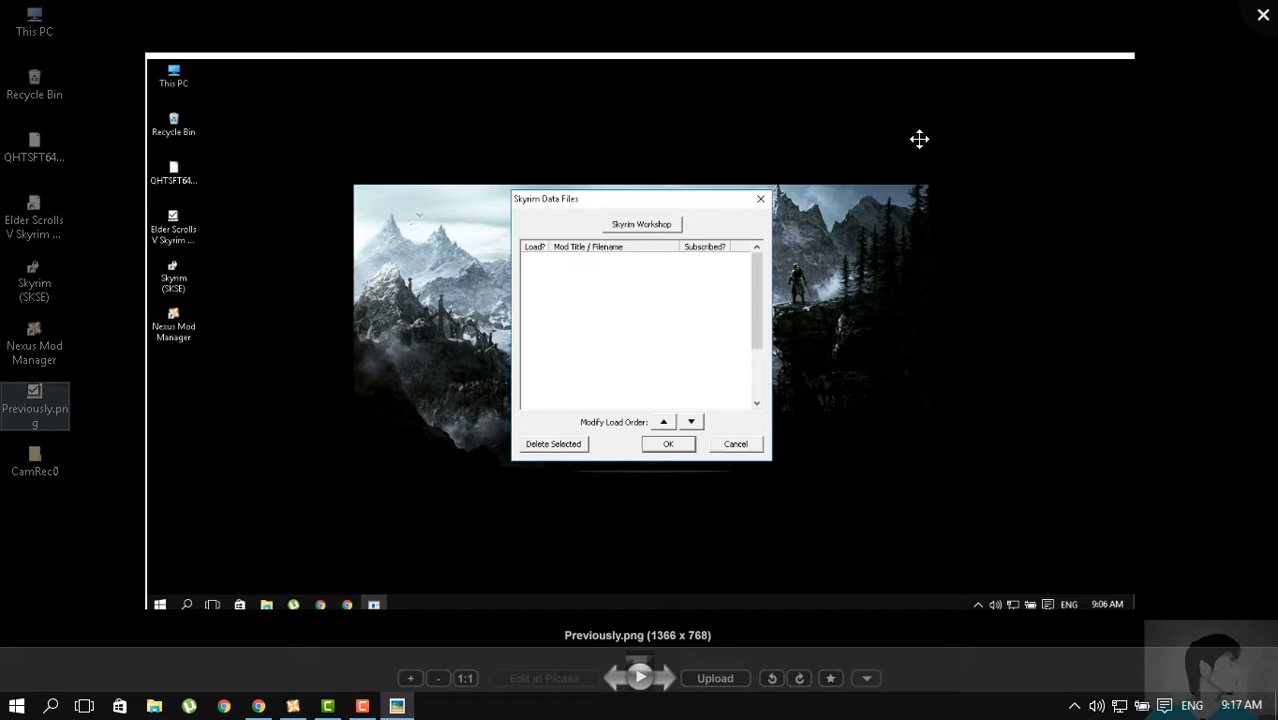 This PC
Recycle Bin
QHTSFT64...
Elder Scrolls
V Skyrim ...
Skyrim
(SKSE)
Nexus Mod
Manager
Previously.pn
g
CamRec0
This PC
Recycle Bin
QHTSFT64...
Elder Scrolls
V Skyrim ...
Skyrim
(SKSE)
Nexus Mod
Manager
Skyrim Data Files
Skyrim Workshop
Load? Mod Title / Filename Subscribed?
Modify Load Order:
Delete Selected OK Cancel
ENG 9:06 AM
Previously.png (1366 x 768)
+ - 1:1 Edit in Picasa Upload
ENG 9:17 AM